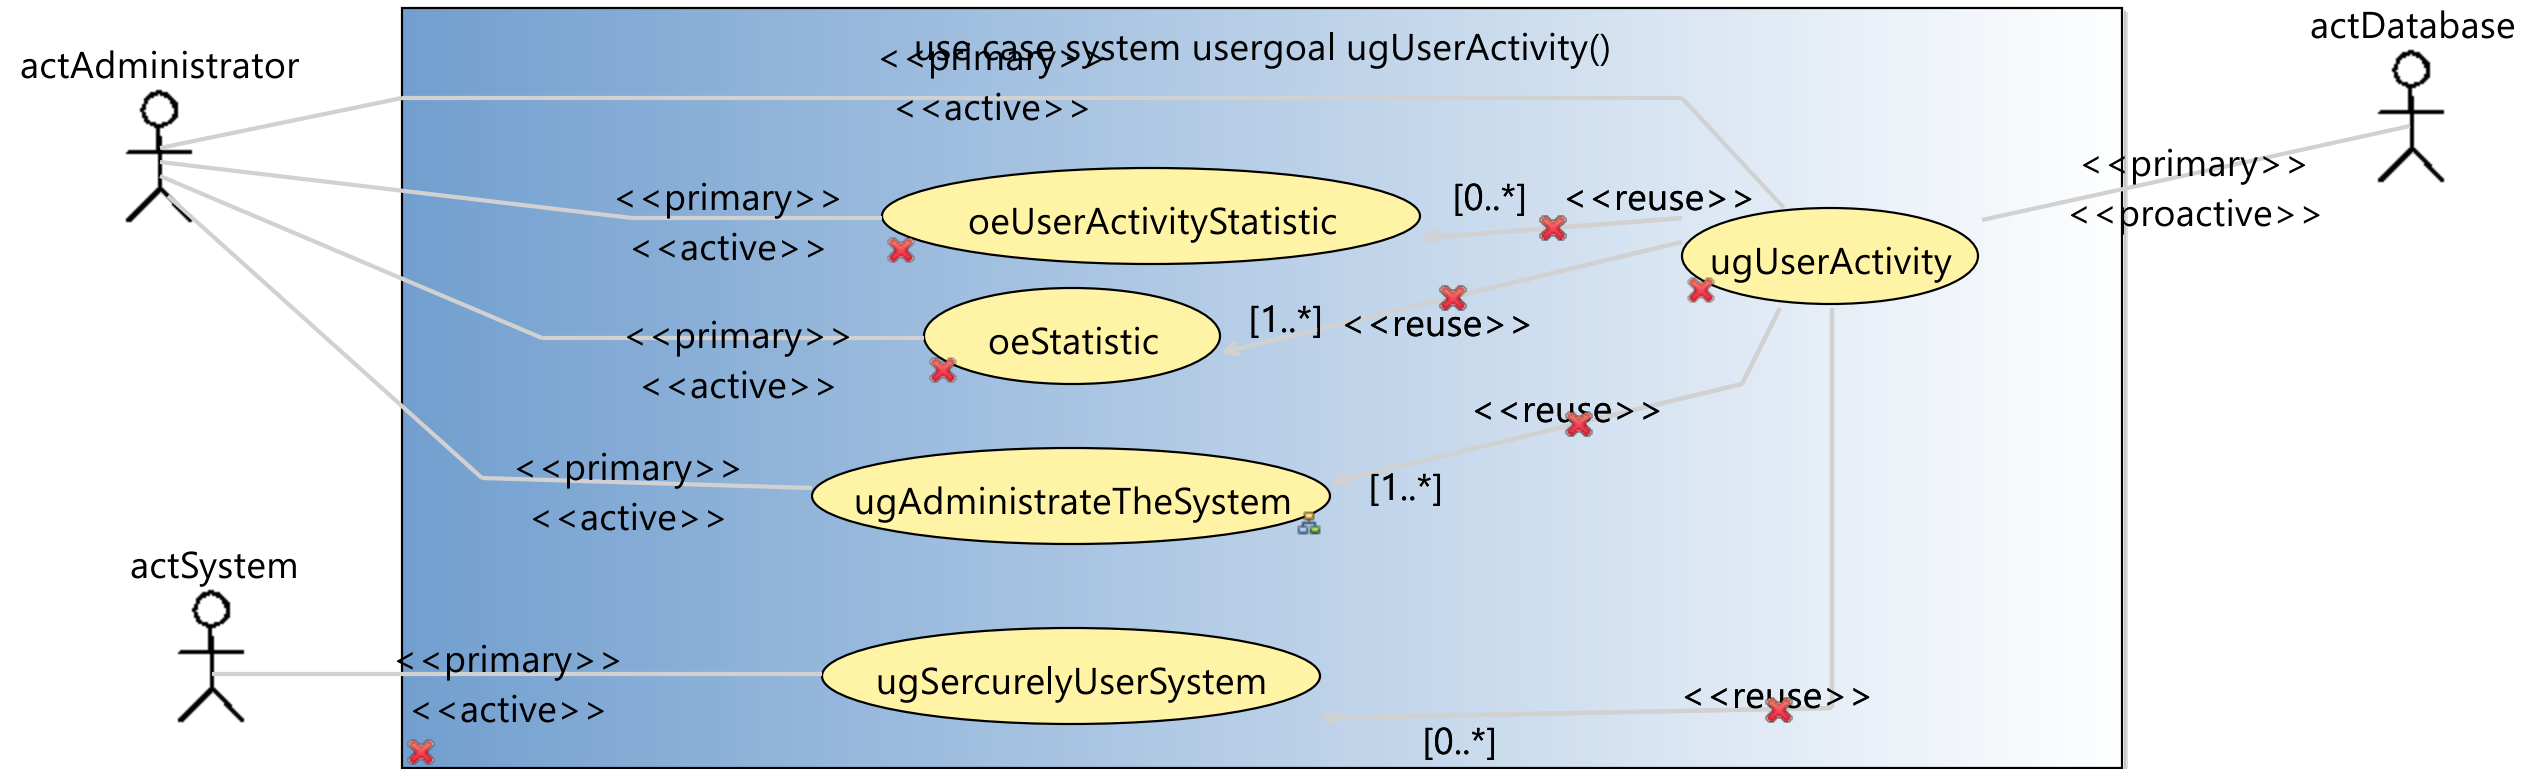 actDatabase
use case system usergoal ugUserActivity()
actAdministrator
<<primary>>
<<active>>
<<primary>>
<<proactive>>
<<primary>>
<<active>>
oeUserActivityStatistic
[0..*]
<<reuse>>
ugUserActivity
<<primary>>
<<active>>
oeStatistic
[1..*]
<<reuse>>
<<reuse>>
<<primary>>
<<active>>
ugAdministrateTheSystem
[1..*]
actSystem
<<primary>>
<<active>>
ugSercurelyUserSystem
<<reuse>>
[0..*]